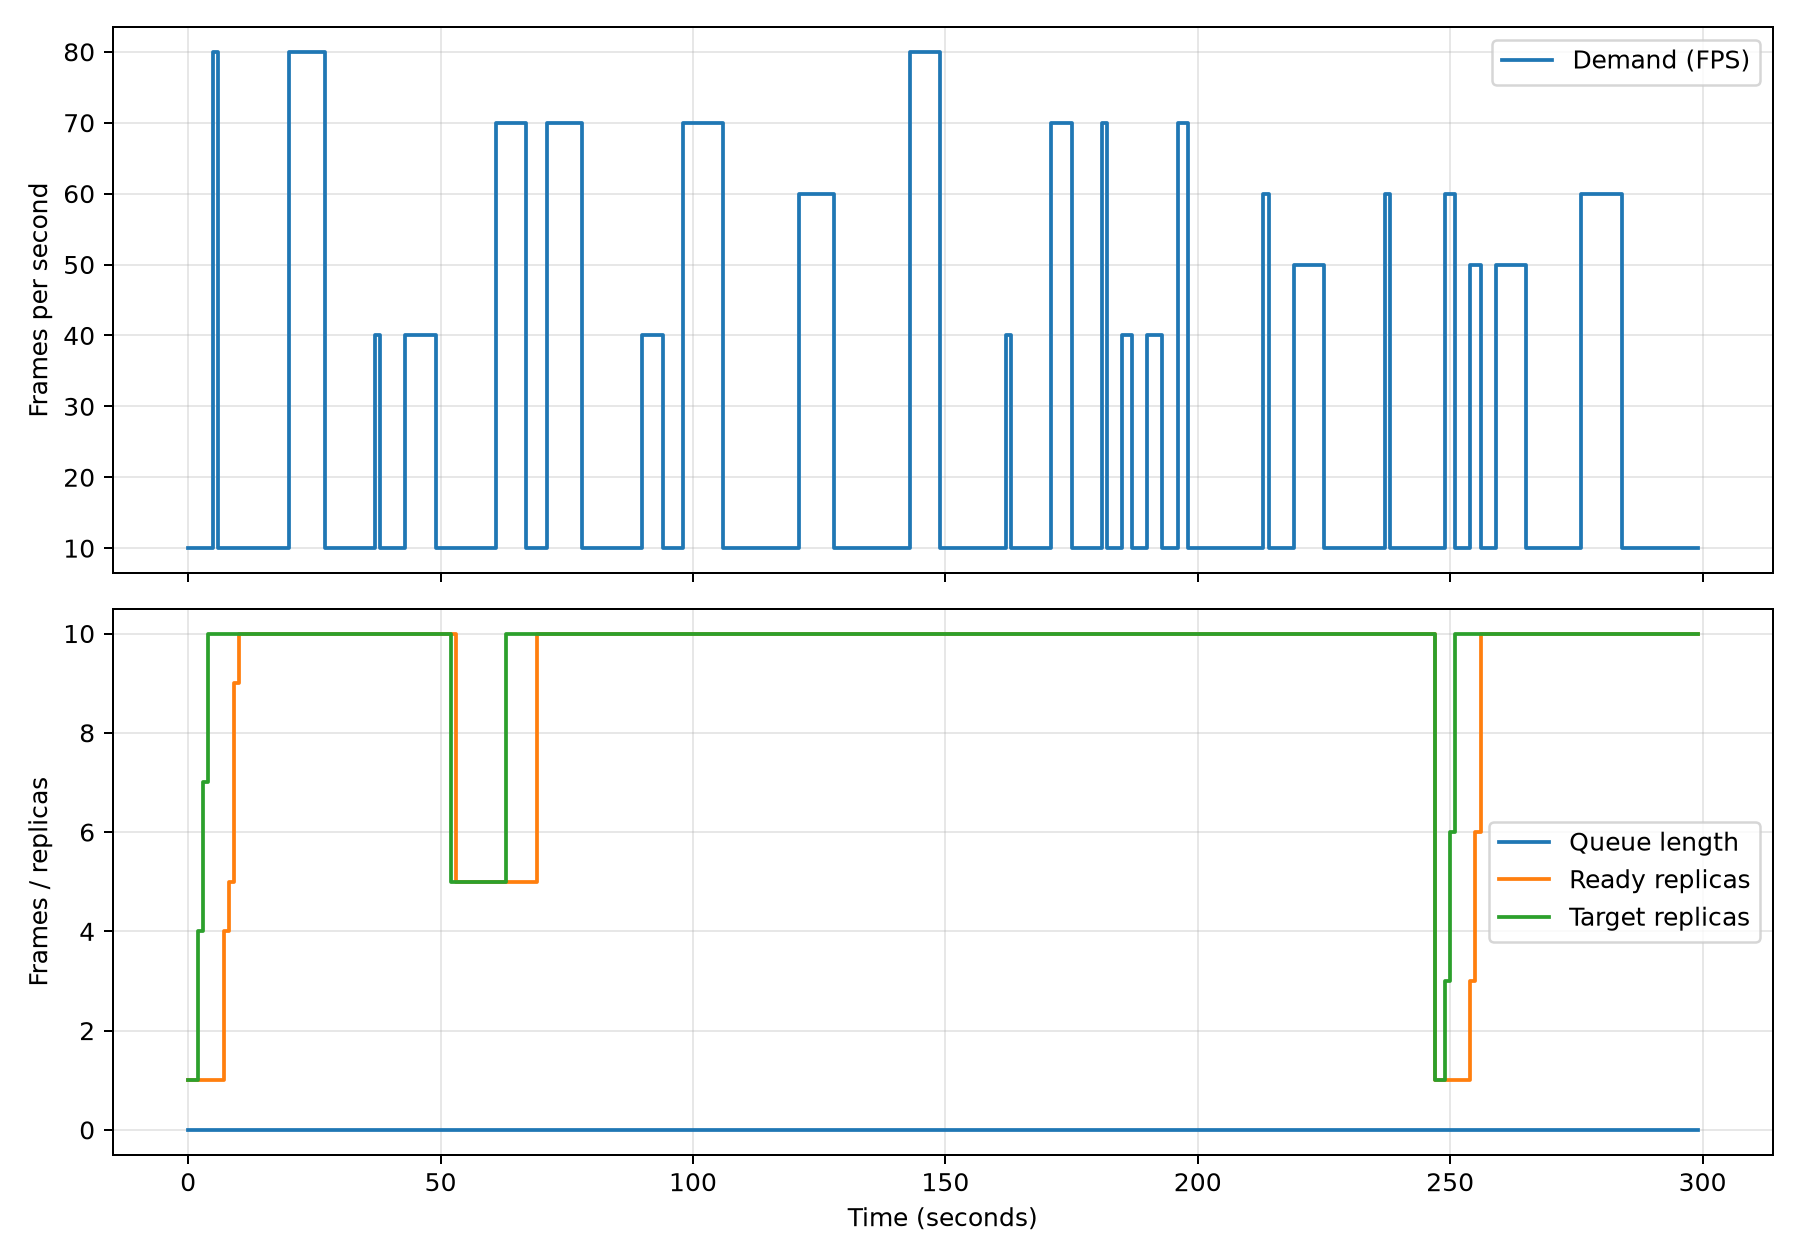 80
70
60
50
40
30
20
10
Frames per second
Demand (FPS)
10
8
6
4
2
0
Frames / replicas
Queue length
Ready replicas
Target replicas
0 50 100 150 200 250 300
Time (seconds)